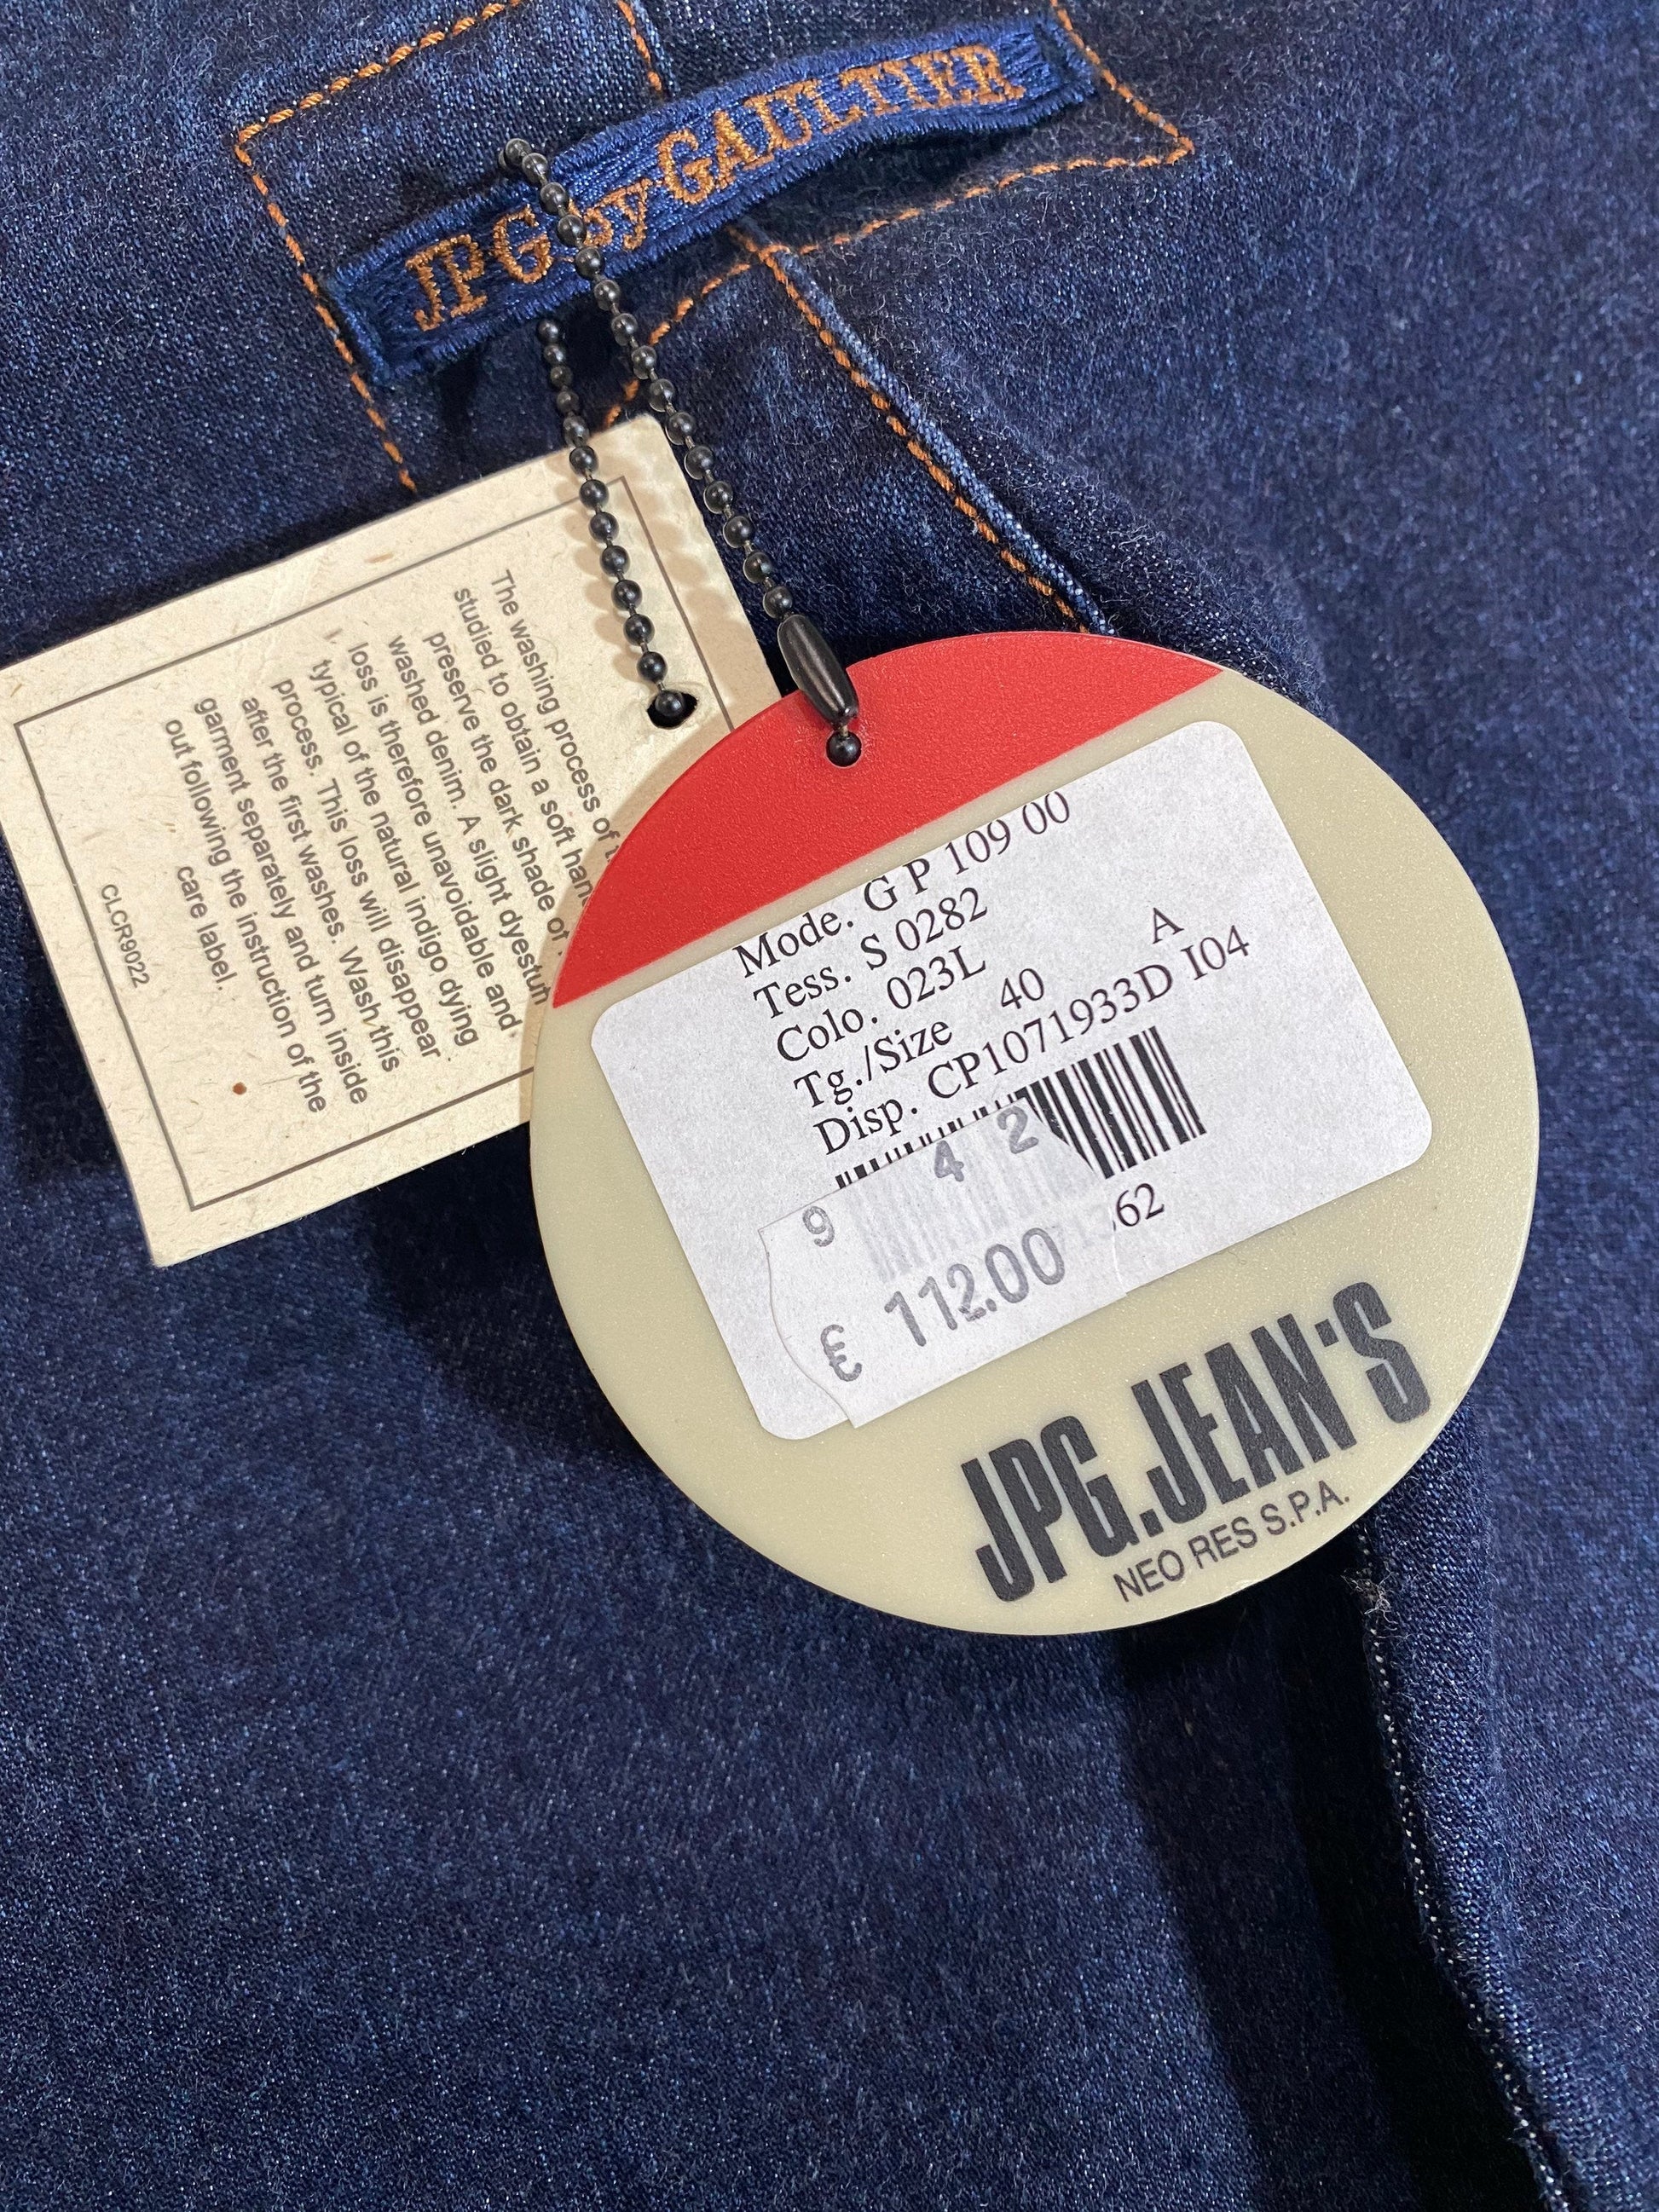 JPG by GAULTIER
The washing process of
studied to obtain a soft
preserve the dark shade of
washed denim. A slight
loss is therefore unavoidable and
typical of the natural indigo dying
process. This loss will disappear
after the first washes. Wash this
garment separately and turn inside
out following the instruction of the
care label.
CLCR9022
Mode. G P 109 00
Tess. S 0282
Colo. 023L
A
Tg./Size 40
Disp. CP1071933D I04
9 4 2
62
€ 112.00
JPG.JEAN'S
NEO RES S.P.A.